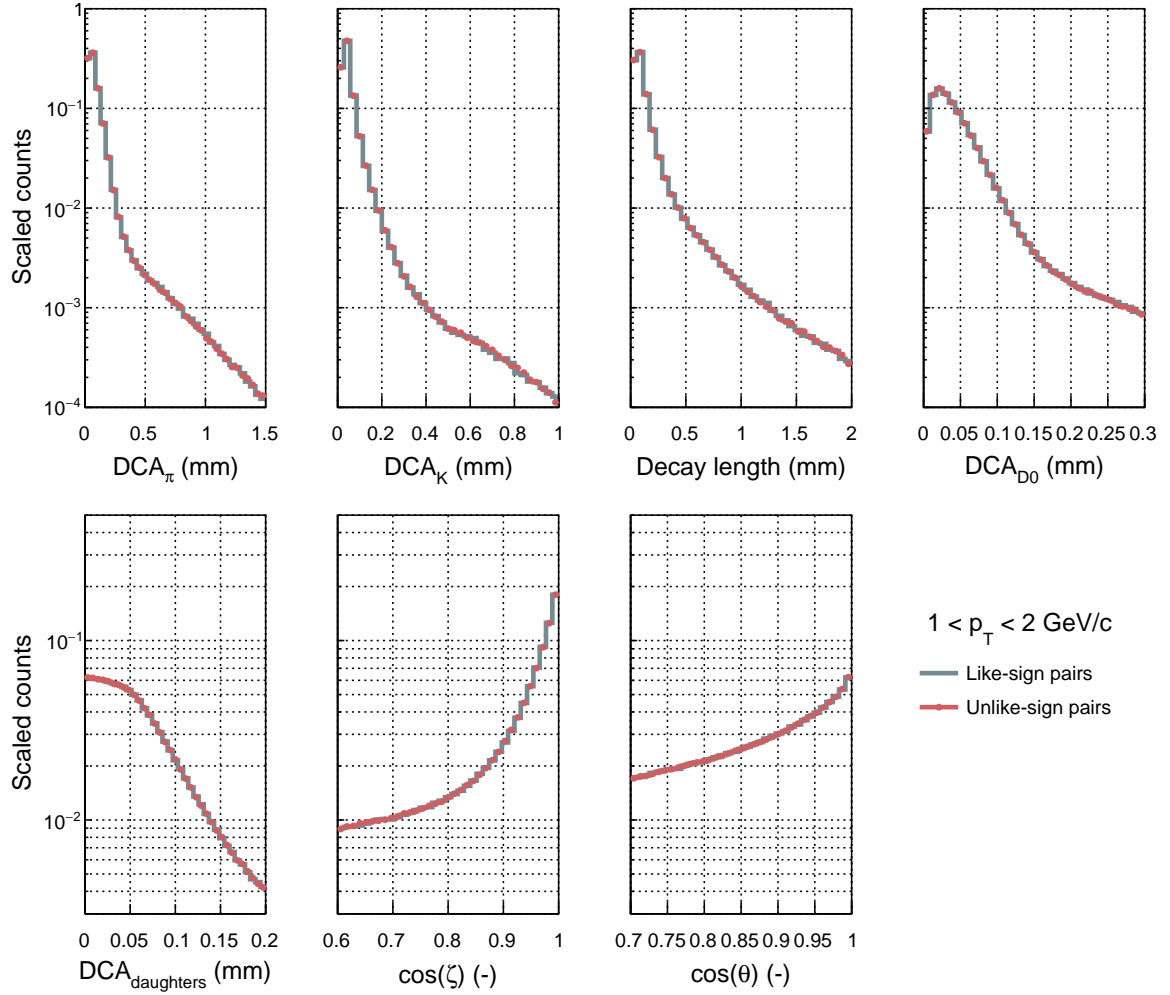 Scaled counts
1
10⁻¹
10⁻²
10⁻³
10⁻⁴
0 0.5 1 1.5
DCA_π (mm)
0 0.2 0.4 0.6 0.8 1
DCA_K (mm)
0 0.5 1 1.5 2
Decay length (mm)
0 0.05 0.1 0.15 0.2 0.25 0.3
DCA_D0 (mm)
Scaled counts
10⁻¹
10⁻²
0 0.05 0.1 0.15 0.2
DCA_daughters (mm)
0.6 0.7 0.8 0.9 1
cos(ζ) (-)
0.7 0.75 0.8 0.85 0.9 0.95 1
cos(θ) (-)
1 < p_T < 2 GeV/c
Like-sign pairs
Unlike-sign pairs